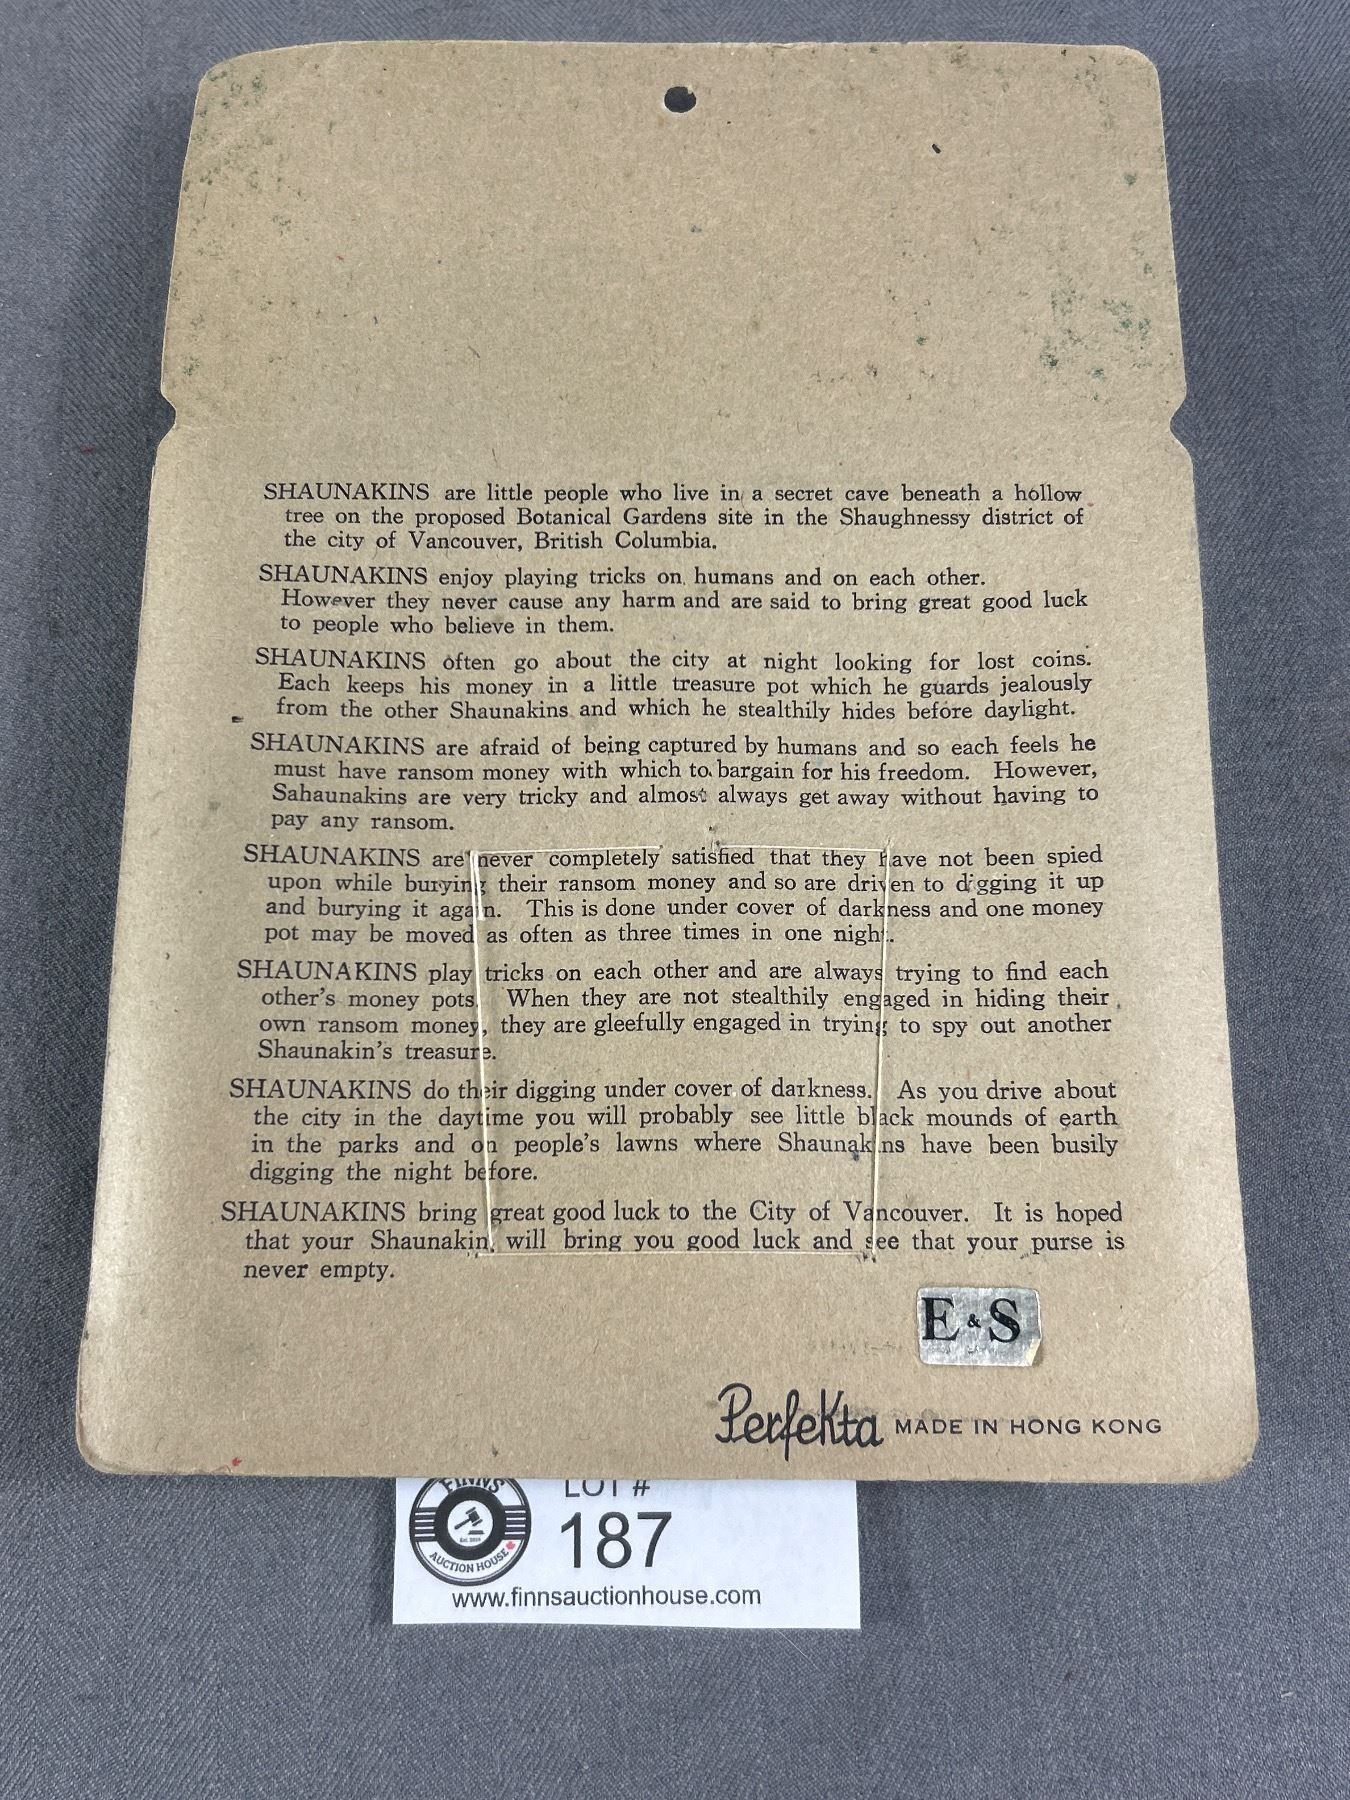 SHAUNAKINS are little people who live in a secret cave beneath a hollow
tree on the proposed Botanical Gardens site in the Shaughnessy district of
the city of Vancouver, British Columbia.
SHAUNAKINS enjoy playing tricks on humans and on each other.
However they never cause any harm and are said to bring great good luck
to people who believe in them.
SHAUNAKINS often go about the city at night looking for lost coins.
Each keeps his money in a little treasure pot which he guards jealously
from the other Shaunakins and which he stealthily hides before daylight.
SHAUNAKINS are afraid of being captured by humans and so each feels he
must have ransom money with which to bargain for his freedom. However,
Sahaunakins are very tricky and almost always get away without having to
pay any ransom.
SHAUNAKINS are never completely satisfied that they have not been spied
upon while burying their ransom money and so are driven to digging it up
and burying it again. This is done under cover of darkness and one money
pot may be moved as often as three times in one night.
SHAUNAKINS play tricks on each other and are always trying to find each
other's money pots. When they are not stealthily engaged in hiding their
own ransom money, they are gleefully engaged in trying to spy out another
Shaunakin's treasure.
SHAUNAKINS do their digging under cover of darkness. As you drive about
the city in the daytime you will probably see little black mounds of earth
in the parks and on people's lawns where Shaunakins have been busily
digging the night before.
SHAUNAKINS bring great good luck to the City of Vancouver. It is hoped
that your Shaunakin will bring you good luck and see that your purse is
never empty.
E & S
Perfekta MADE IN HONG KONG
FINNS
AUCTION HOUSE
LOT #
187
www.finnsauctionhouse.com